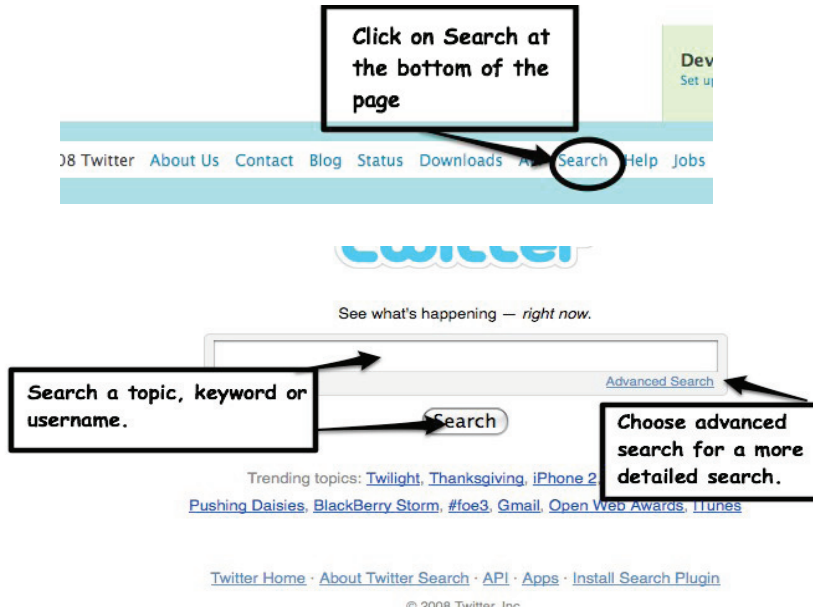 Click on Search at
the bottom of the
page
Dev
Set up
08 Twitter About Us Contact Blog Status Downloads Search Help Jobs
twitter
See what's happening — right now.
Advanced Search
Search a topic, keyword or
username.
Search
Choose advanced
search for a more
detailed search.
Trending topics: Twilight, Thanksgiving, iPhone 2,
Pushing Daisies, BlackBerry Storm, #foe3, Gmail, Open Web Awards, iTunes
Twitter Home · About Twitter Search · API · Apps · Install Search Plugin
© 2008 Twitter, Inc.